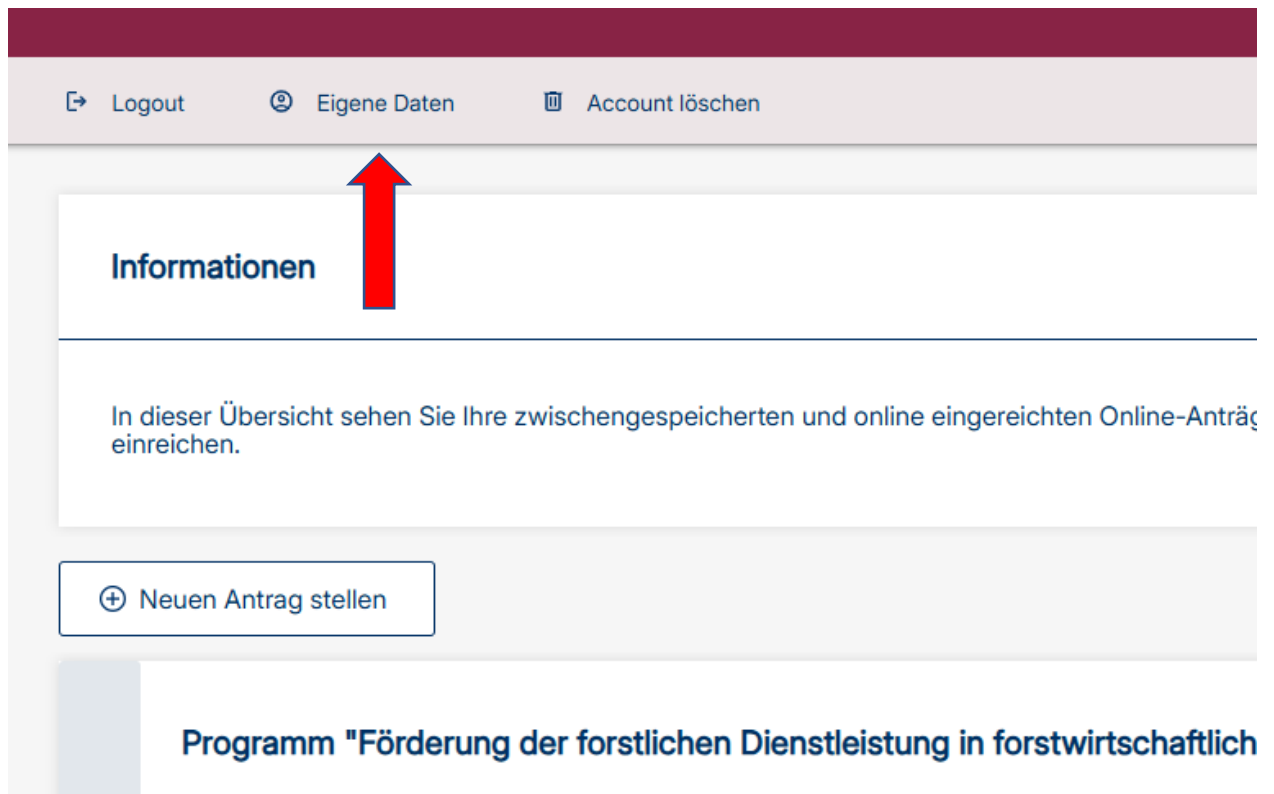 Logout Eigene Daten Account löschen
Informationen
In dieser Übersicht sehen Sie Ihre zwischengespeicherten und online eingereichten Online-Anträg
einreichen.
Neuen Antrag stellen
Programm "Förderung der forstlichen Dienstleistung in forstwirtschaftlich